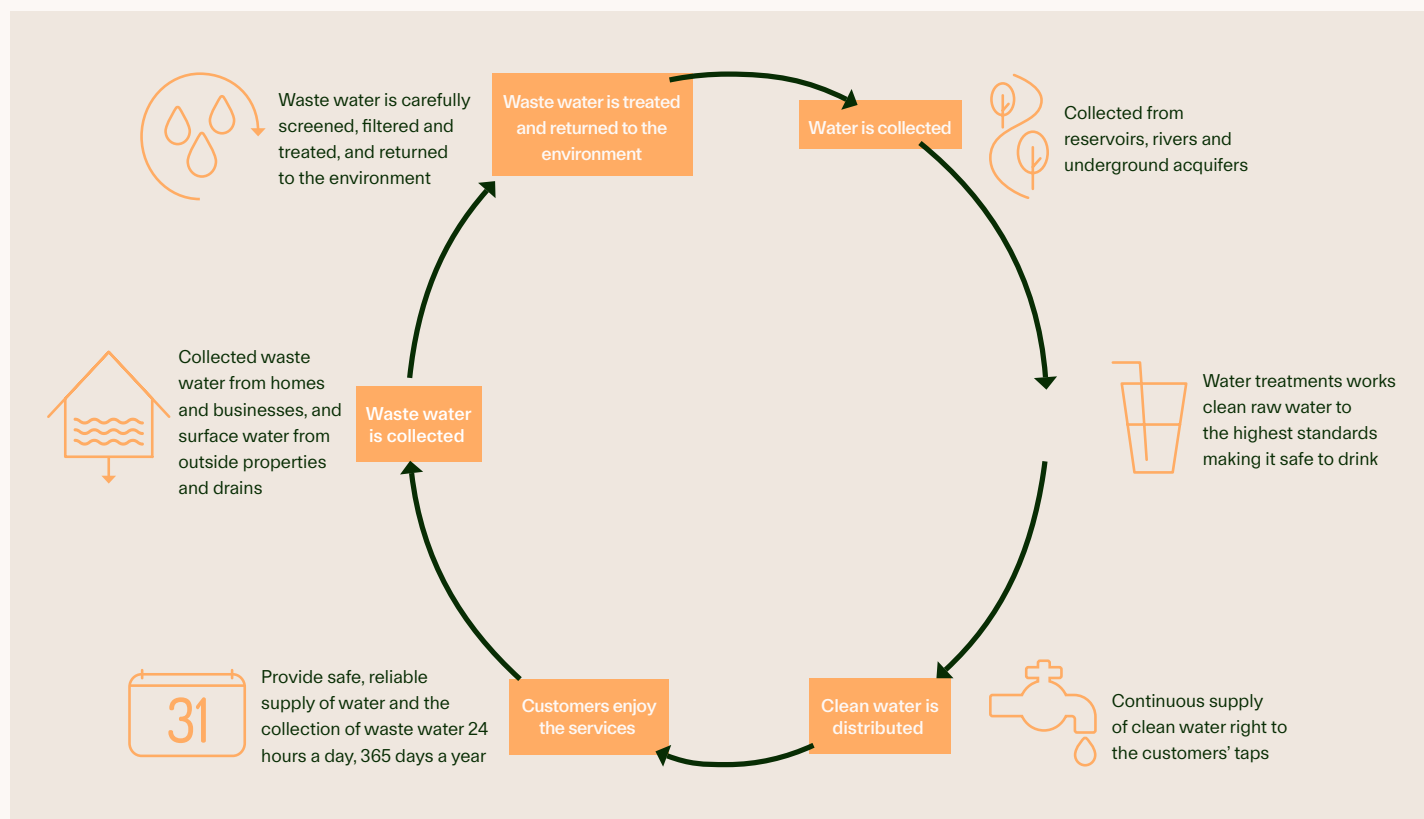 Waste water is carefully
screened, filtered and
treated, and returned
to the environment
Waste water is treated
and returned to the
environment
Water is collected
Collected from
reservoirs, rivers and
underground acquifers
Collected waste
water from homes
and businesses, and
surface water from
outside properties
and drains
Waste water
is collected
Water treatments works
clean raw water to
the highest standards
making it safe to drink
31
Provide safe, reliable
supply of water and the
collection of waste water 24
hours a day, 365 days a year
Customers enjoy
the services
Clean water is
distributed
Continuous supply
of clean water right to
the customers’ taps